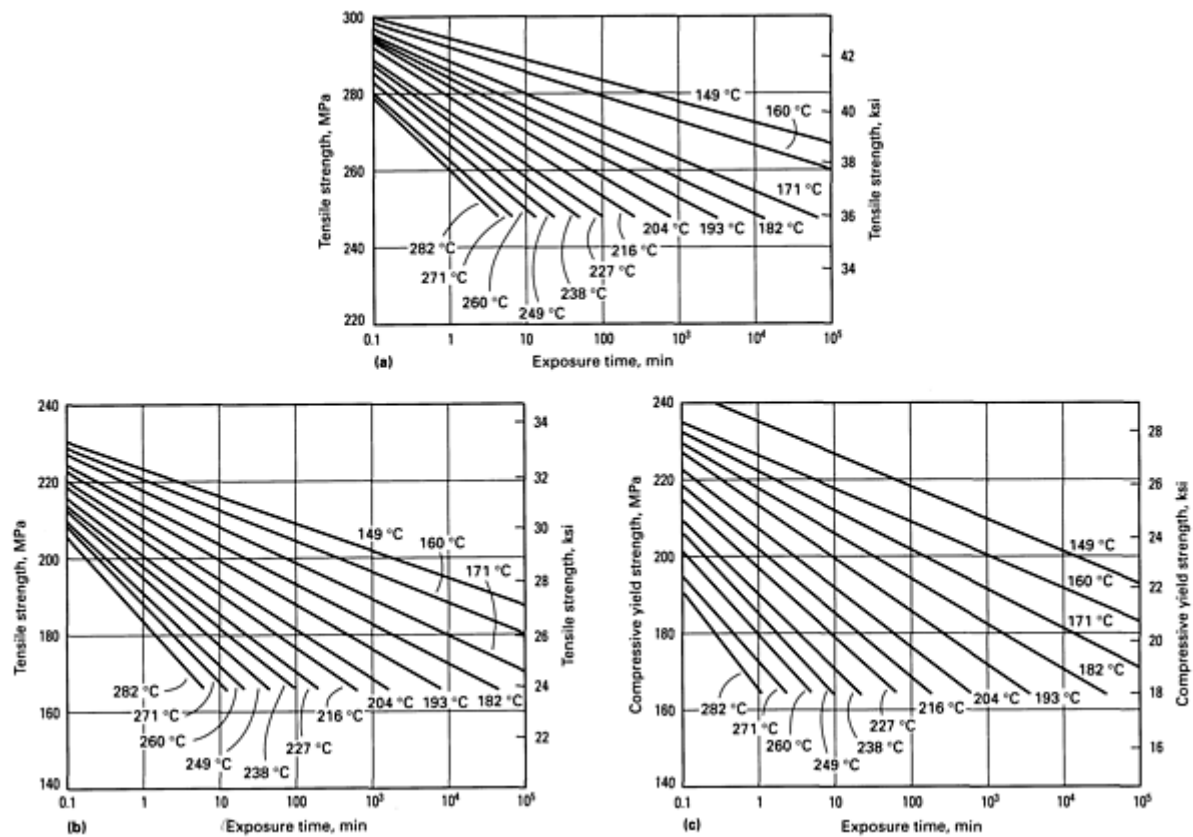 300
280
260
240
220
Tensile strength, MPa
42
40
38
36
34
Tensile strength, ksi
149 °C
160 °C
171 °C
282 °C
204 °C 193 °C 182 °C
216 °C
271 °C
227 °C
260 °C
238 °C
249 °C
0.1 1 10 100 10³ 10⁴ 10⁵
(a) Exposure time, min
240
220
200
180
160
140
Tensile strength, MPa
34
32
30
28
26
24
22
Tensile strength, ksi
149 °C
160 °C
171 °C
282 °C
204 °C 193 °C 182 °C
271 °C
216 °C
260 °C
227 °C
249 °C
238 °C
0.1 1 10 100 10³ 10⁴ 10⁵
(b) Exposure time, min
240
220
200
180
160
140
Compressive yield strength, MPa
28
26
24
22
20
18
16
Compressive yield strength, ksi
149 °C
160 °C
171 °C
182 °C
282 °C
216 °C 204 °C 193 °C
271 °C
227 °C
260 °C
238 °C
249 °C
0.1 1 10 100 10³ 10⁴ 10⁵
(c) Exposure time, min